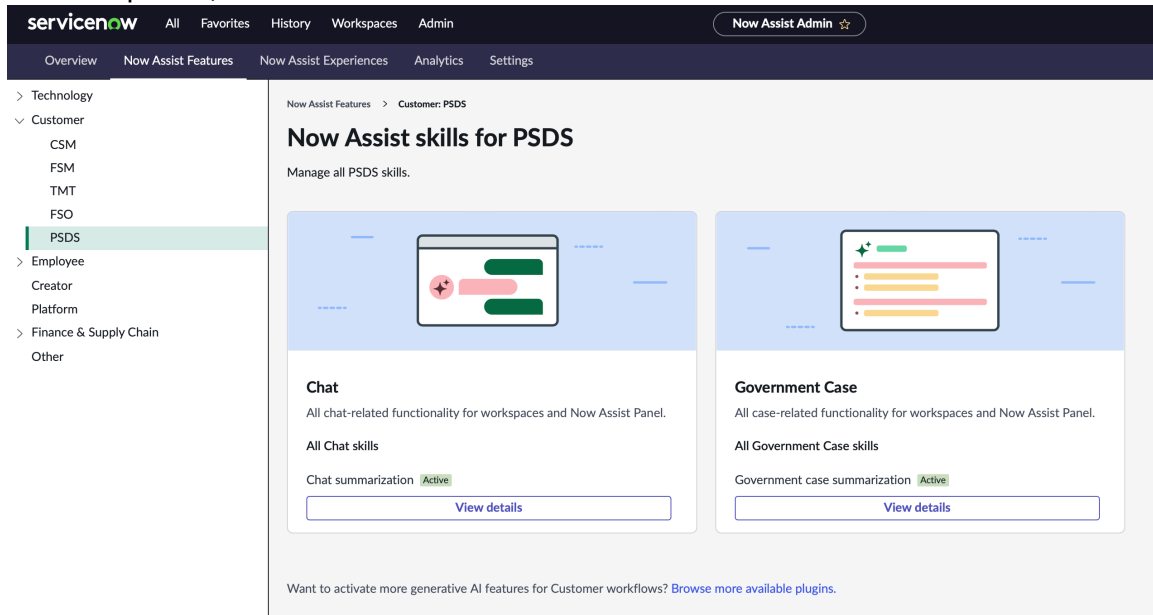 servicenow All Favorites History Workspaces Admin Now Assist Admin
Overview Now Assist Features Now Assist Experiences Analytics Settings
Technology
Customer
CSM
FSM
TMT
FSO
PSDS
Employee
Creator
Platform
Finance & Supply Chain
Other
Now Assist Features > Customer: PSDS
Now Assist skills for PSDS
Manage all PSDS skills.
Chat
All chat-related functionality for workspaces and Now Assist Panel.
All Chat skills
Chat summarization Active
View details
Government Case
All case-related functionality for workspaces and Now Assist Panel.
All Government Case skills
Government case summarization Active
View details
Want to activate more generative AI features for Customer workflows? Browse more available plugins.